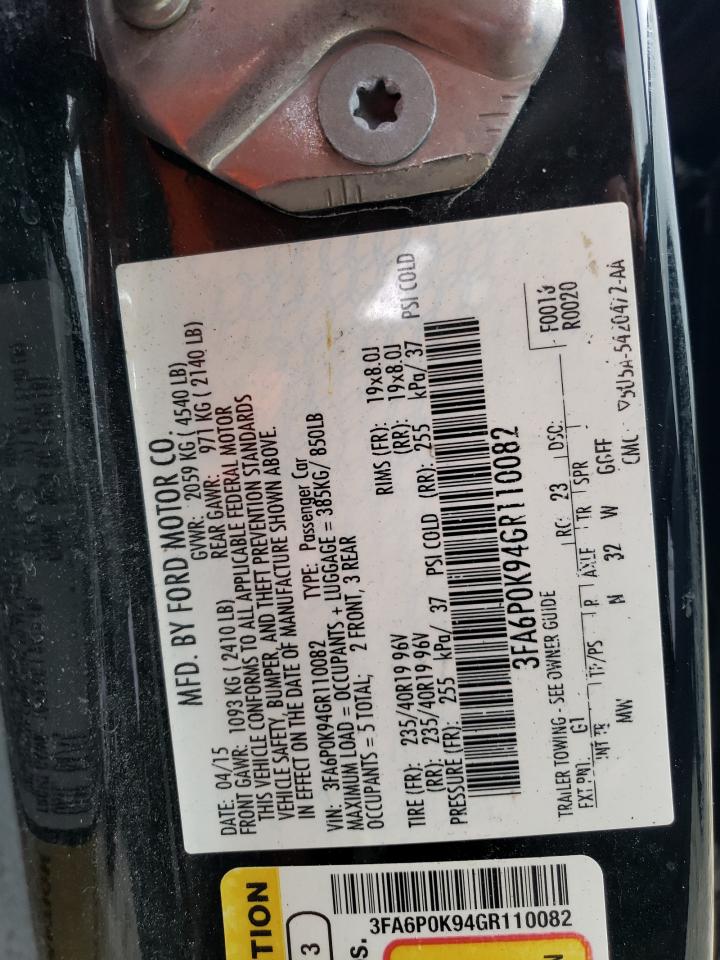 MFD. BY FORD MOTOR CO.
DATE: 04/15 GVWR: 2059 KG ( 4540 LB)
FRONT GAWR: 1093 KG ( 2410 LB) REAR GAWR: 971 KG ( 2140 LB)
THIS VEHICLE CONFORMS TO ALL APPLICABLE FEDERAL MOTOR
VEHICLE SAFETY, BUMPER, AND THEFT PREVENTION STANDARDS
IN EFFECT ON THE DATE OF MANUFACTURE SHOWN ABOVE.
VIN: 3FA6P0K94GR110082 TYPE: Passenger Car
MAXIMUM LOAD = OCCUPANTS + LUGGAGE = 385KG/ 850LB
OCCUPANTS = 5 TOTAL; 2 FRONT, 3 REAR
TIRE (FR): 235/40R19 96V RIMS (FR): 19x8.0J
(RR): 235/40R19 96V (RR): 19x8.0J
PRESSURE (FR): 255 kPa/ 37 PSI COLD (RR): 255 kPa/ 37 PSI COLD
3FA6P0K94GR110082
F0013
R0020
TRAILER TOWING - SEE OWNER GUIDE
EXT PNT: G1 RC: 23 DSC:
INT TR TP/PS R AXLE TR SPR
MW N 32 W GGFF
CMC
5U5A-5420472-AA
TION
3
S.
3FA6P0K94GR110082
N